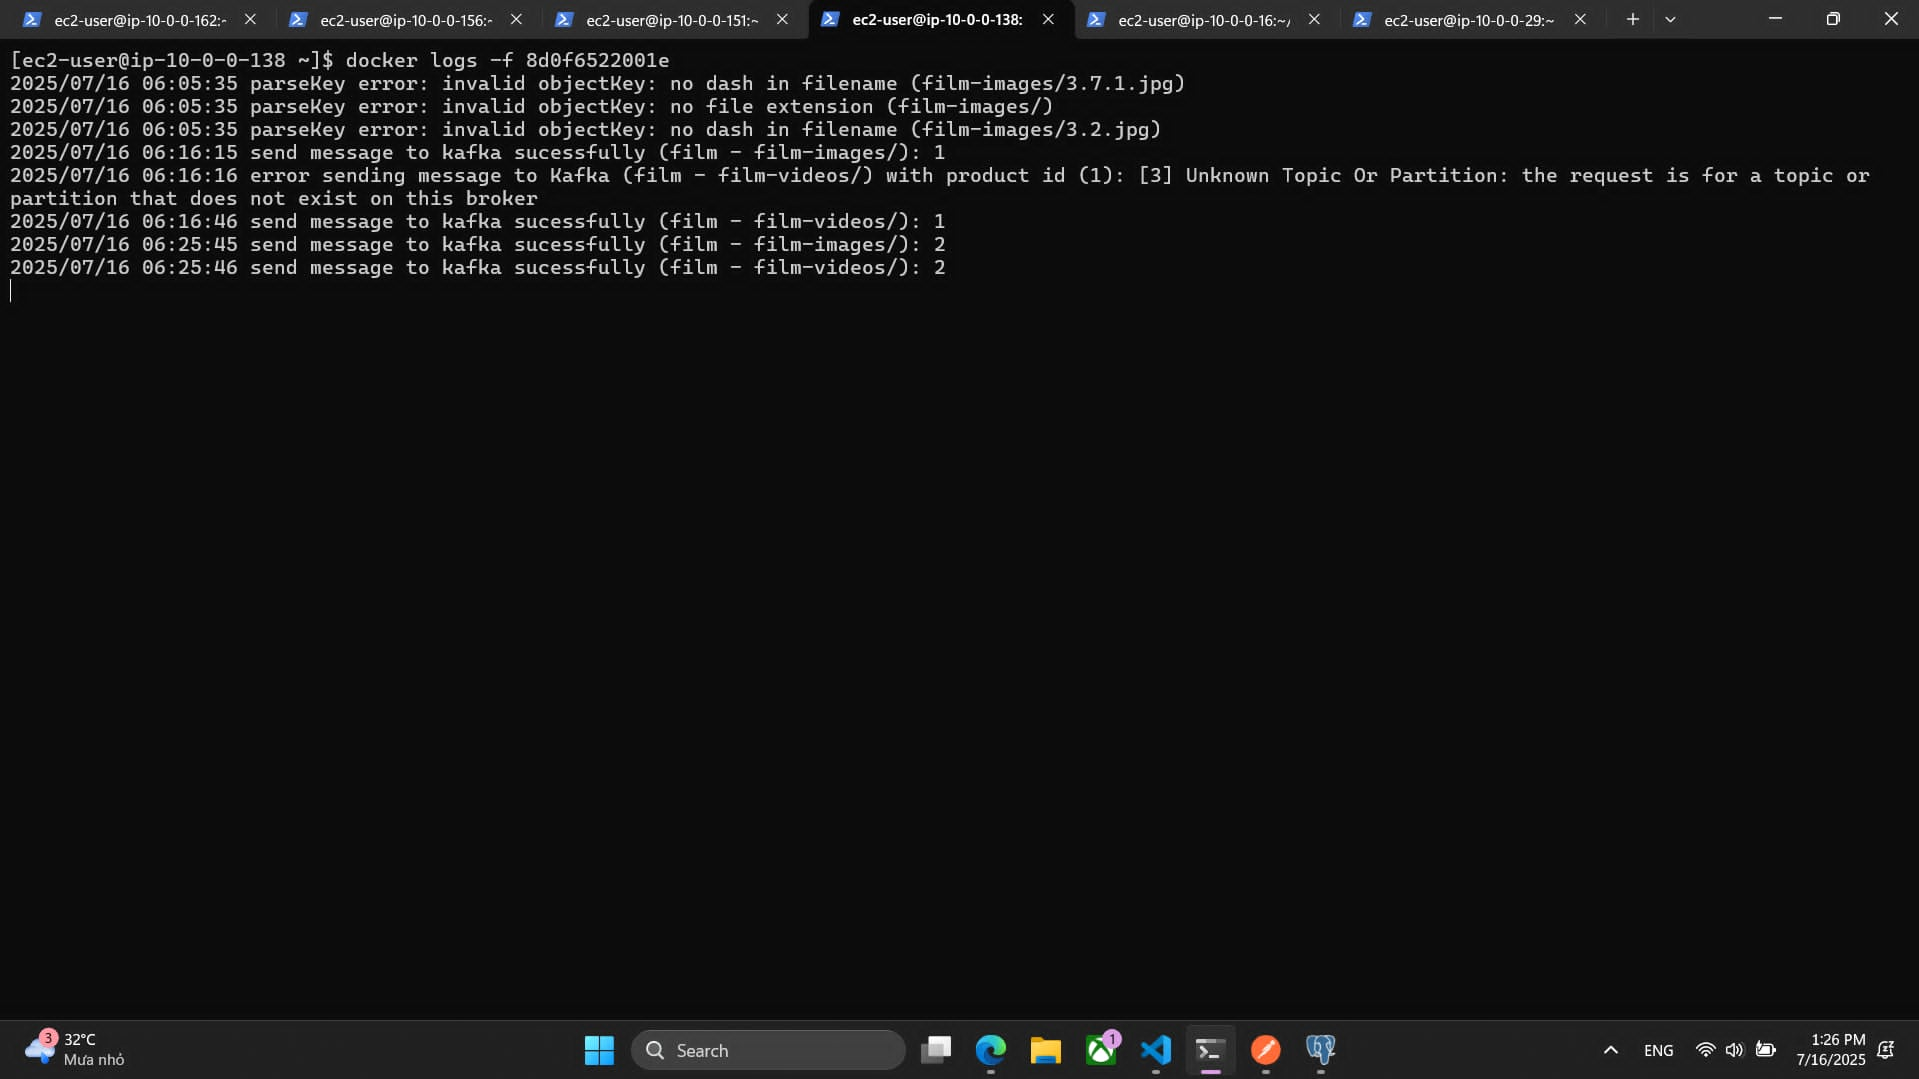 ec2-user@ip-10-0-0-162:~
ec2-user@ip-10-0-0-156:~
ec2-user@ip-10-0-0-151:~
ec2-user@ip-10-0-0-138:
ec2-user@ip-10-0-0-16:~/
ec2-user@ip-10-0-0-29:~
[ec2-user@ip-10-0-0-138 ~]$ docker logs -f 8d0f6522001e
2025/07/16 06:05:35 parseKey error: invalid objectKey: no dash in filename (film-images/3.7.1.jpg)
2025/07/16 06:05:35 parseKey error: invalid objectKey: no file extension (film-images/)
2025/07/16 06:05:35 parseKey error: invalid objectKey: no dash in filename (film-images/3.2.jpg)
2025/07/16 06:16:15 send message to kafka sucessfully (film - film-images/): 1
2025/07/16 06:16:16 error sending message to Kafka (film - film-videos/) with product id (1): [3] Unknown Topic Or Partition: the request is for a topic or
partition that does not exist on this broker
2025/07/16 06:16:46 send message to kafka sucessfully (film - film-videos/): 1
2025/07/16 06:25:45 send message to kafka sucessfully (film - film-images/): 2
2025/07/16 06:25:46 send message to kafka sucessfully (film - film-videos/): 2
3
32°C
Mưa nhỏ
Search
1
ENG
1:26 PM
7/16/2025